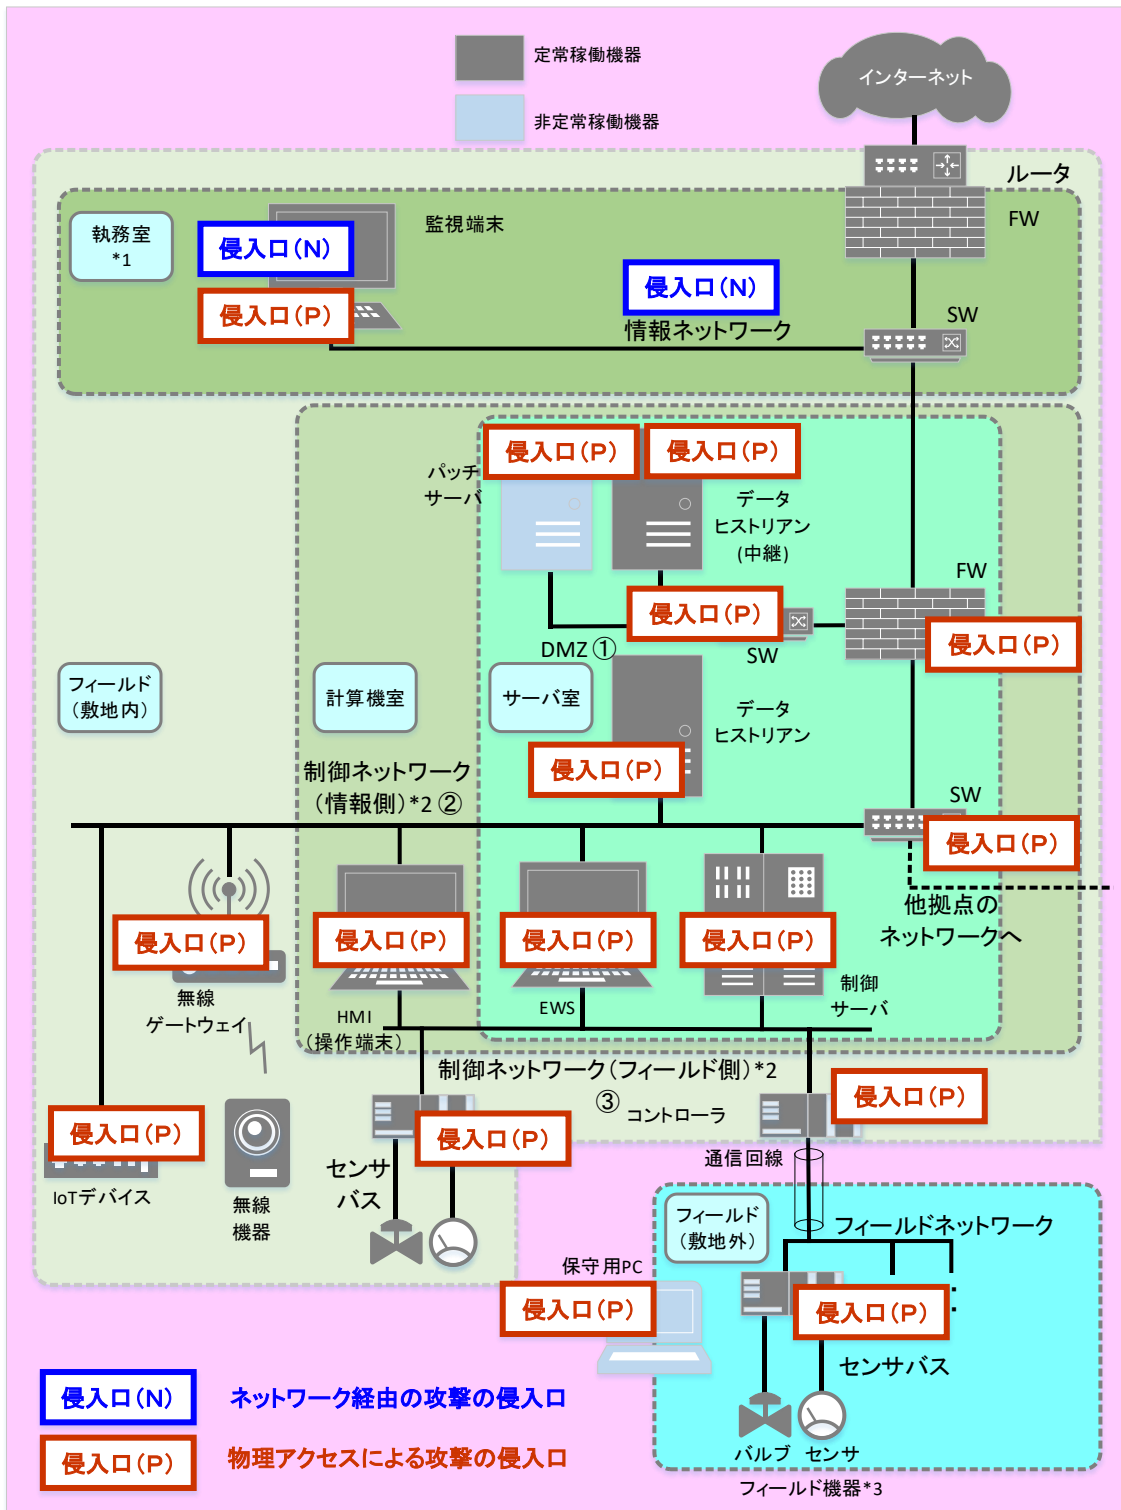 定常稼働機器
非定常稼働機器
インターネット
ルータ
FW
執務室
*1
監視端末
侵入口(N)
侵入口(P)
侵入口(N)
情報ネットワーク
SW
侵入口(P)
侵入口(P)
パッチ
サーバ
データ
ヒストリアン
(中継)
FW
侵入口(P)
侵入口(P)
DMZ①
SW
フィールド
(敷地内)
計算機室
サーバ室
データ
ヒストリアン
侵入口(P)
制御ネットワーク
(情報側)*2②
SW
侵入口(P)
他拠点の
ネットワークへ
侵入口(P)
侵入口(P)
侵入口(P)
侵入口(P)
無線
ゲートウェイ
HMI
(操作端末)
EWS
制御
サーバ
制御ネットワーク(フィールド側)*2
③
コントローラ
侵入口(P)
侵入口(P)
侵入口(P)
IoTデバイス
無線
機器
センサ
バス
通信回線
フィールド
(敷地外)
フィールドネットワーク
保守用PC
侵入口(P)
侵入口(P)
センサバス
バルブ
センサ
フィールド機器*3
侵入口(N)
ネットワーク経由の攻撃の侵入口
侵入口(P)
物理アクセスによる攻撃の侵入口